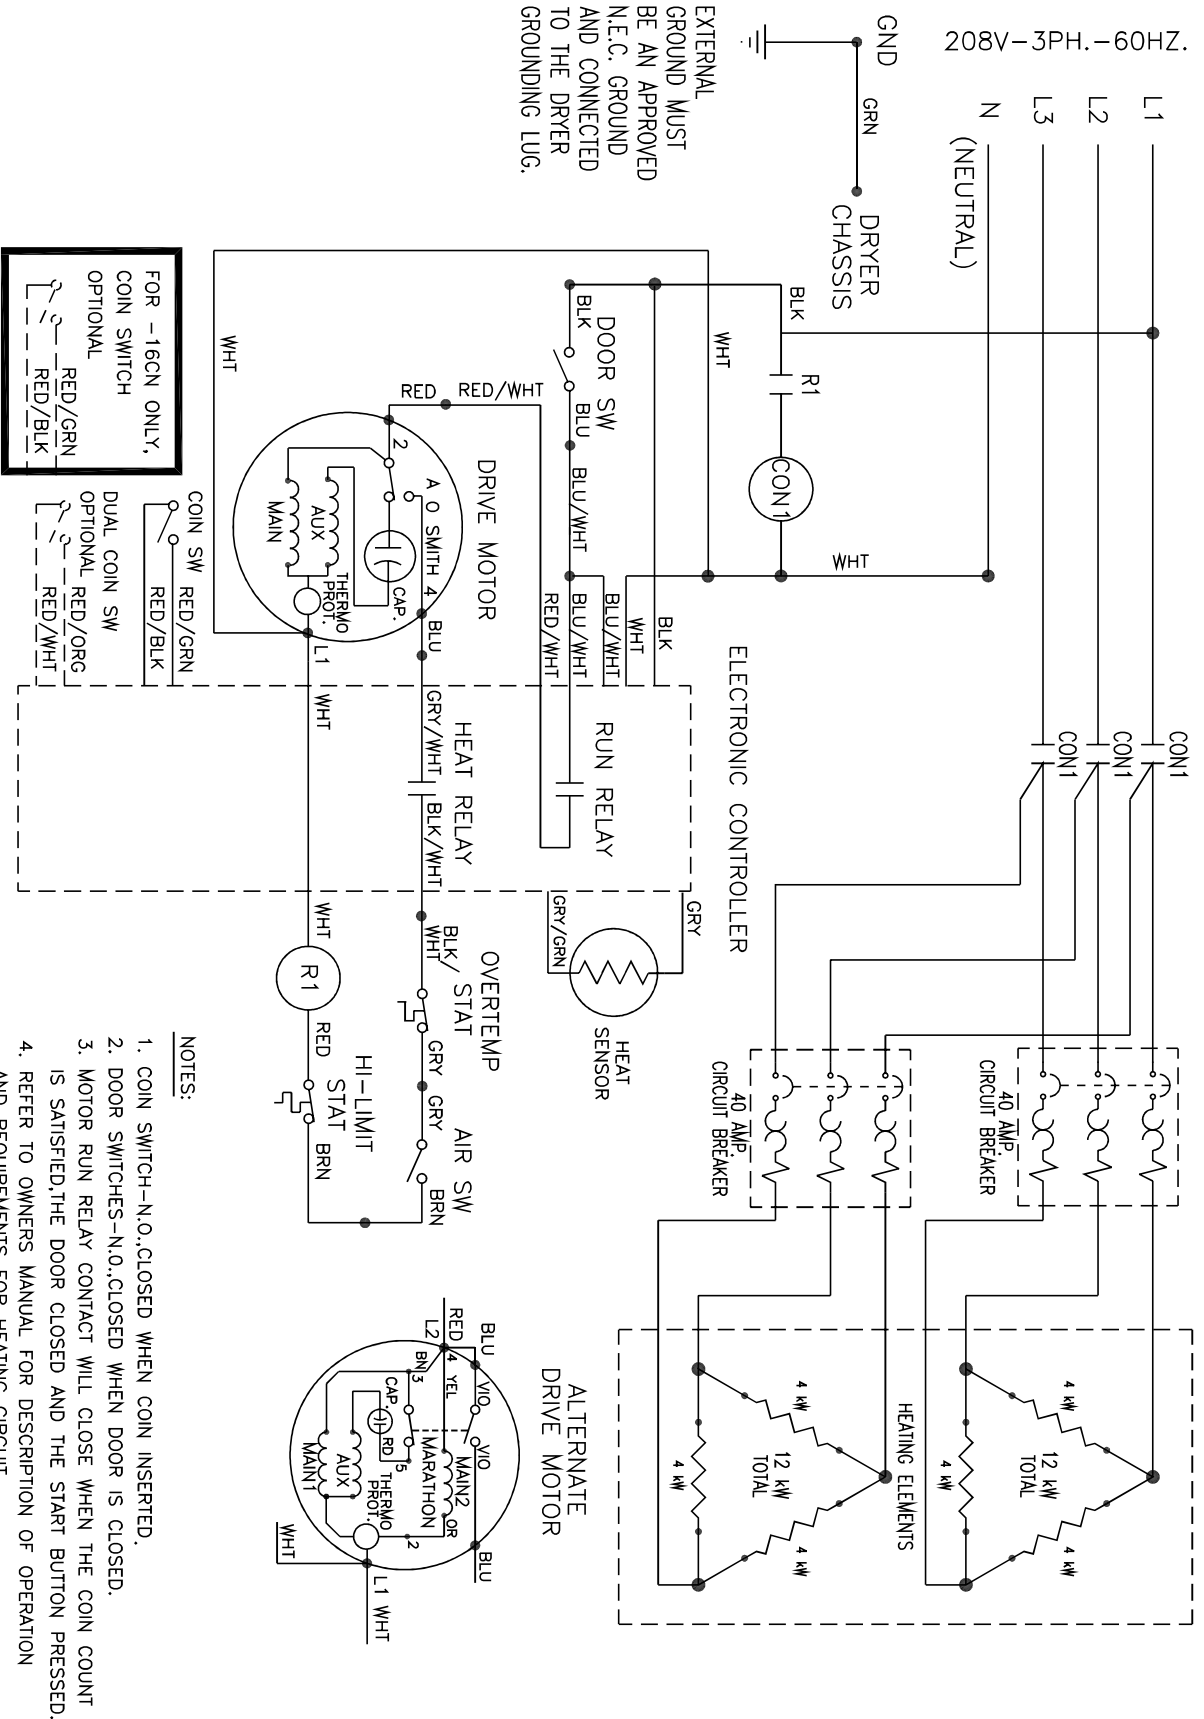 208V-3PH.-60HZ.
L1
L2
L3
N
(NEUTRAL)
GND
GRN
DRYER
CHASSIS
EXTERNAL
GROUND MUST
BE AN APPROVED
N.E.C. GROUND
AND CONNECTED
TO THE DRYER
GROUNDING LUG.
CON1
CON1
CON1
BLK
R1
CON1
WHT
WHT
WHT
DOOR SW
BLK
BLU
BLU/WHT
BLK
WHT
BLU/WHT
BLU/WHT
RED/WHT
RED
RED/WHT
DRIVE MOTOR
2
A O SMITH 4
CAP.
AUX
MAIN
THERMO
PROT.
L1
BLU
ELECTRONIC CONTROLLER
RUN RELAY
HEAT RELAY
GRY/WHT
BLK/WHT
WHT
WHT
GRY
GRY/GRN
HEAT
SENSOR
OVERTEMP
STAT
BLK/
WHT
GRY
GRY
AIR SW
BRN
R1
RED
HI-LIMIT
STAT
BRN
40 AMP.
CIRCUIT BREAKER
40 AMP.
CIRCUIT BREAKER
HEATING ELEMENTS
4 kW
4 kW
4 kW
12 kW
TOTAL
4 kW
4 kW
4 kW
12 kW
TOTAL
ALTERNATE
DRIVE MOTOR
BLU
RED
L2
4
YEL
VIO
VIO
BN
3
CAP.
RD
5
MAIN2
MARATHON
OR
AUX
MAIN1
THERMO
PROT.
2
BLU
L1 WHT
WHT
COIN SW
RED/GRN
RED/BLK
DUAL COIN SW
OPTIONAL
RED/ORG
RED/WHT
FOR -16CN ONLY,
COIN SWITCH
OPTIONAL
RED/GRN
RED/BLK
NOTES:
1. COIN SWITCH-N.O.,CLOSED WHEN COIN INSERTED.
2. DOOR SWITCHES-N.O.,CLOSED WHEN DOOR IS CLOSED.
3. MOTOR RUN RELAY CONTACT WILL CLOSE WHEN THE COIN COUNT
IS SATISFIED,THE DOOR CLOSED AND THE START BUTTON PRESSED.
4. REFER TO OWNERS MANUAL FOR DESCRIPTION OF OPERATION
AND REQUIREMENTS FOR HEATING CIRCUIT